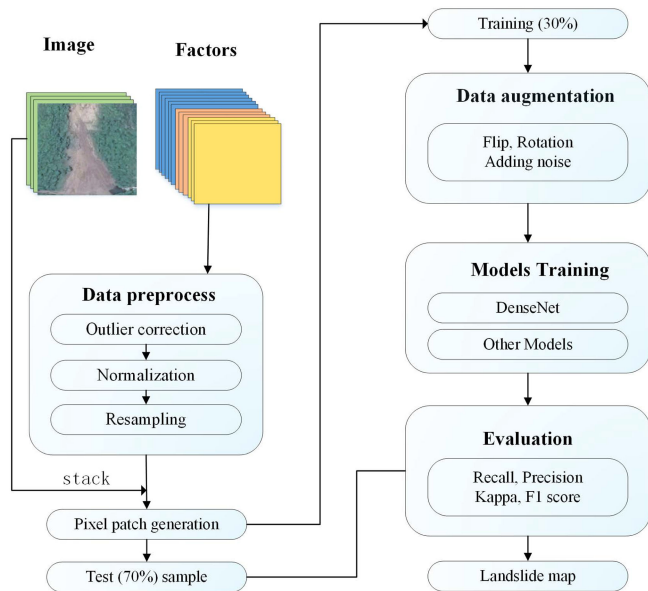 Image
Factors
Data preprocess
Outlier correction
Normalization
Resampling
stack
Pixel patch generation
Test (70%) sample
Training (30%)
Data augmentation
Flip, Rotation
Adding noise
Models Training
DenseNet
Other Models
Evaluation
Recall, Precision
Kappa, F1 score
Landslide map